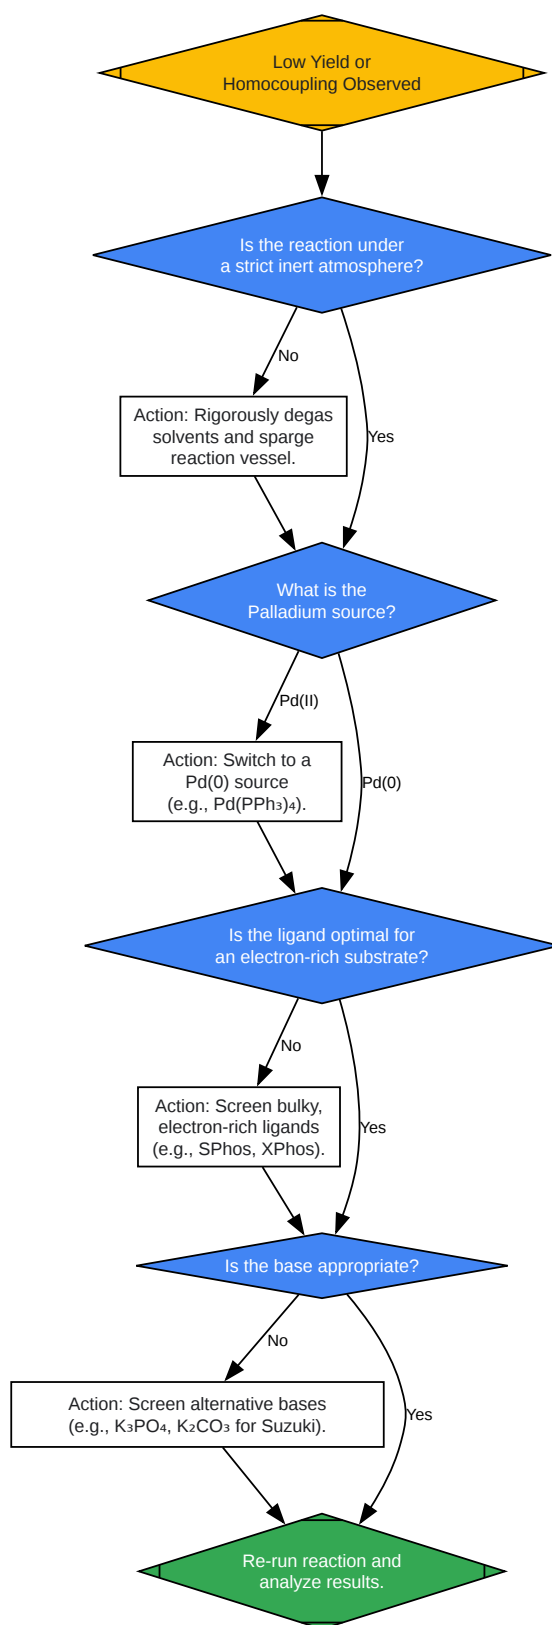 Low Yield or
Homocoupling Observed
Is the reaction under
a strict inert atmosphere?
No
Yes
Action: Rigorously degas
solvents and sparge
reaction vessel.
What is the
Palladium source?
Pd(II)
Pd(0)
Action: Switch to a
Pd(0) source
(e.g., Pd(PPh₃)₄).
Is the ligand optimal for
an electron-rich substrate?
No
Yes
Action: Screen bulky,
electron-rich ligands
(e.g., SPhos, XPhos).
Is the base appropriate?
No
Yes
Action: Screen alternative bases
(e.g., K₃PO₄, K₂CO₃ for Suzuki).
Re-run reaction and
analyze results.